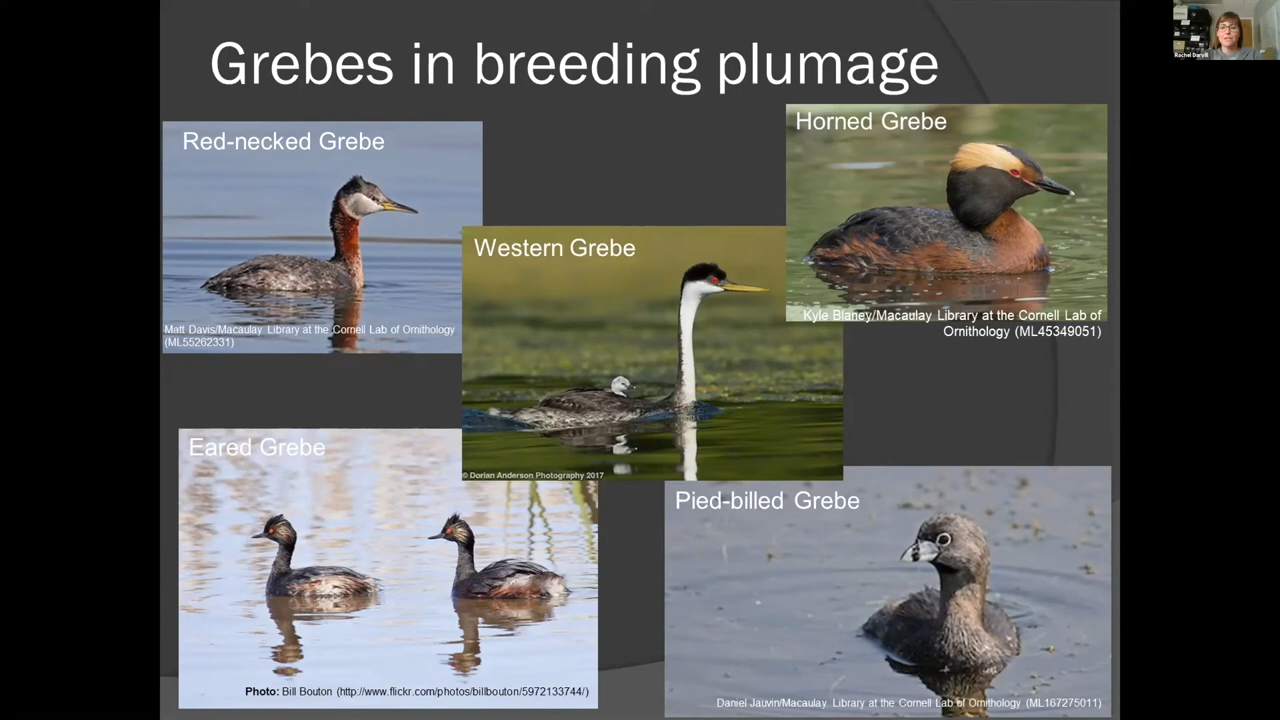 Grebes in breeding plumage
Red-necked Grebe
Matt Davis/Macaulay Library at the Cornell Lab of Ornithology
(ML55262331)
Western Grebe
© Dorian Anderson Photography 2017
Horned Grebe
Kyle Blaney/Macaulay Library at the Cornell Lab of
Ornithology (ML45349051)
Eared Grebe
Photo: Bill Bouton (http://www.flickr.com/photos/billbouton/5972133744/)
Pied-billed Grebe
Daniel Jauvin/Macaulay Library at the Cornell Lab of Ornithology (ML167275011)
Rachel Darvill